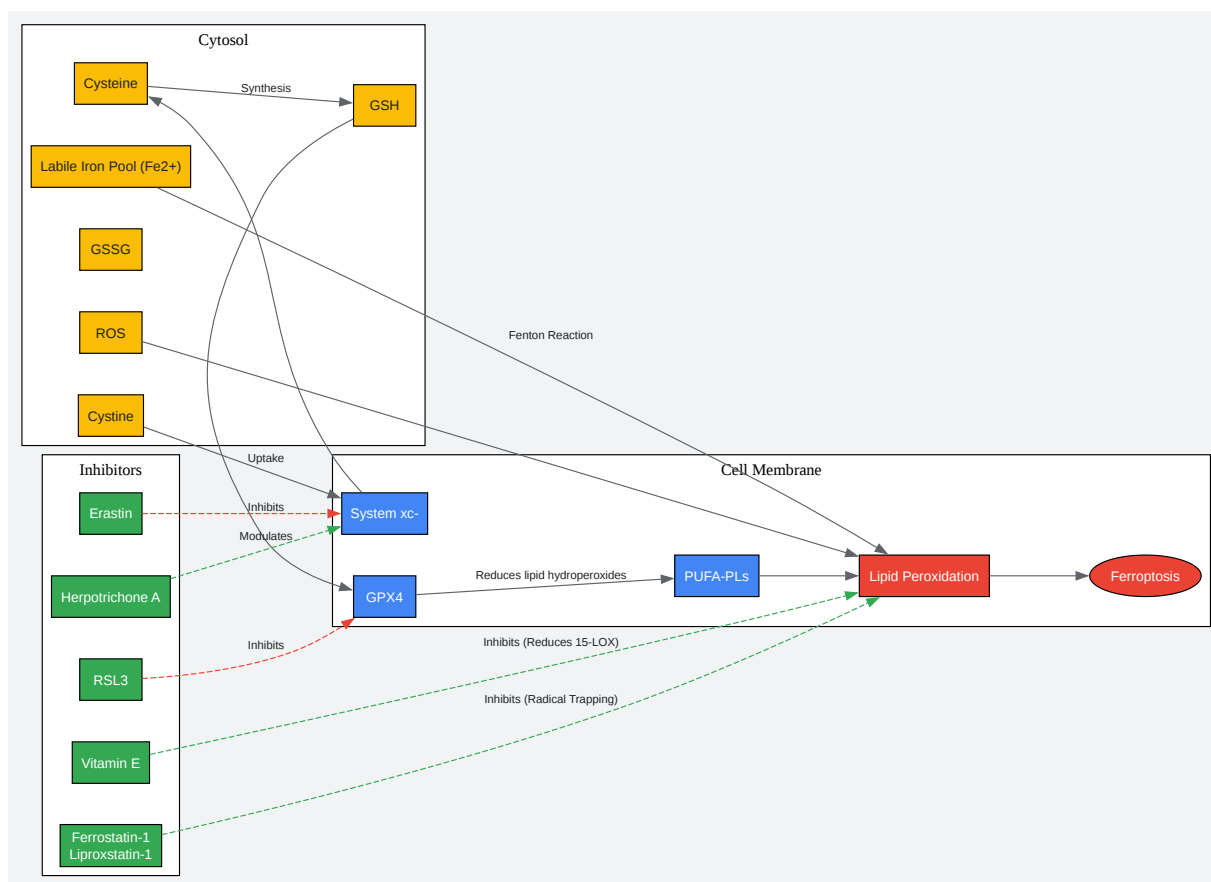 Cytosol
Cysteine
Synthesis
GSH
Labile Iron Pool (Fe2+)
GSSG
ROS
Fenton Reaction
Cystine
Uptake
Inhibitors
Cell Membrane
Erastin
Inhibits
System xc-
Modulates
Herpotrichone A
GPX4
Reduces lipid hydroperoxides
PUFA-PLs
Lipid Peroxidation
Ferroptosis
RSL3
Inhibits
Inhibits (Reduces 15-LOX)
Inhibits (Radical Trapping)
Vitamin E
Ferrostatin-1
Liproxstatin-1